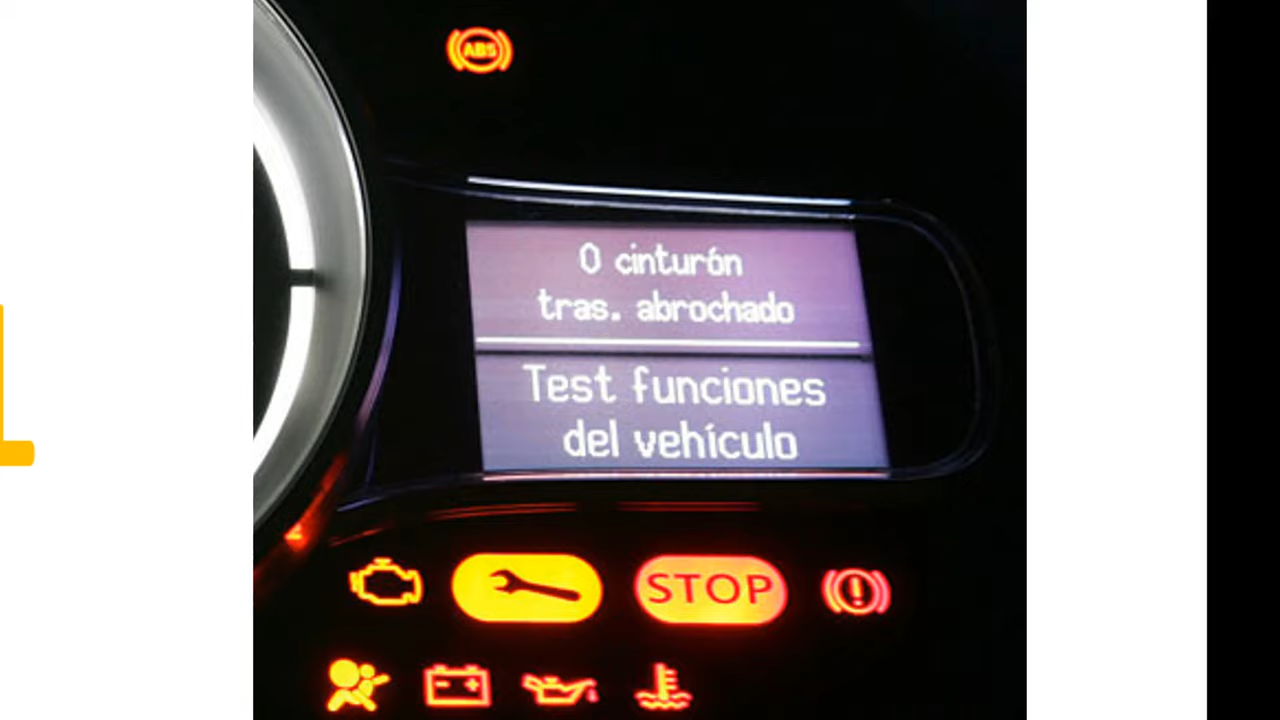 ABS
0 cinturón
tras. abrochado
Test funciones
del vehículo
STOP